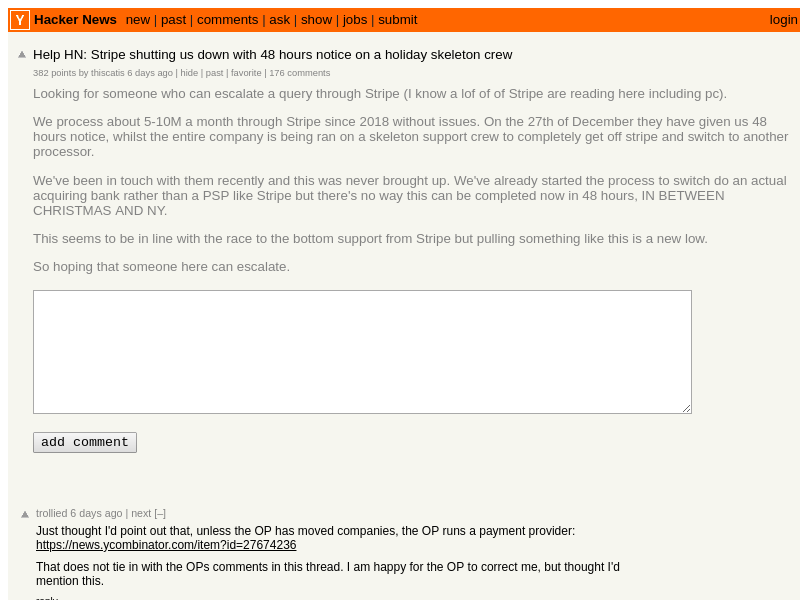 Y Hacker News new | past | comments | ask | show | jobs | submit login
Help HN: Stripe shutting us down with 48 hours notice on a holiday skeleton crew
382 points by thiscatis 6 days ago | hide | past | favorite | 176 comments
Looking for someone who can escalate a query through Stripe (I know a lof of of Stripe are reading here including pc).
We process about 5-10M a month through Stripe since 2018 without issues. On the 27th of December they have given us 48
hours notice, whilst the entire company is being ran on a skeleton support crew to completely get off stripe and switch to another
processor.
We've been in touch with them recently and this was never brought up. We've already started the process to switch do an actual
acquiring bank rather than a PSP like Stripe but there's no way this can be completed now in 48 hours, IN BETWEEN
CHRISTMAS AND NY.
This seems to be in line with the race to the bottom support from Stripe but pulling something like this is a new low.
So hoping that someone here can escalate.
add comment
trollied 6 days ago | next [–]
Just thought I'd point out that, unless the OP has moved companies, the OP runs a payment provider:
https://news.ycombinator.com/item?id=27674236
That does not tie in with the OPs comments in this thread. I am happy for the OP to correct me, but thought I'd
mention this.
reply